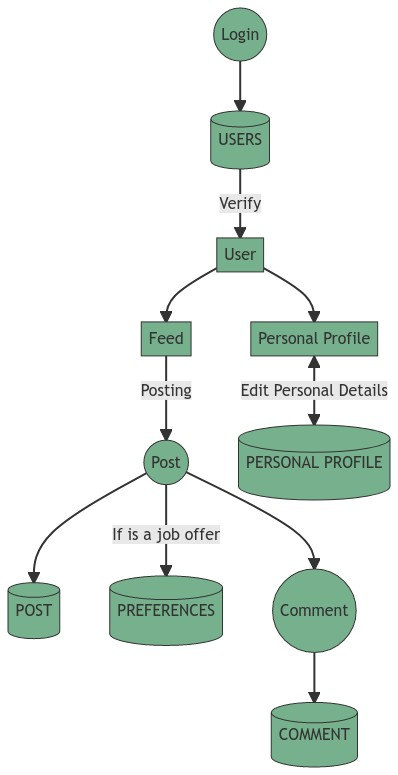 Login
USERS
Verify
User
Feed
Personal Profile
Posting
Edit Personal Details
Post
PERSONAL PROFILE
If is a job offer
POST
PREFERENCES
Comment
COMMENT